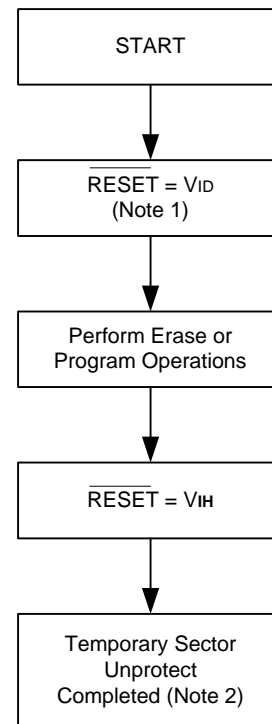 START
RESET = VID
(Note 1)
Perform Erase or
Program Operations
RESET = VIH
Temporary Sector
Unprotect
Completed (Note 2)